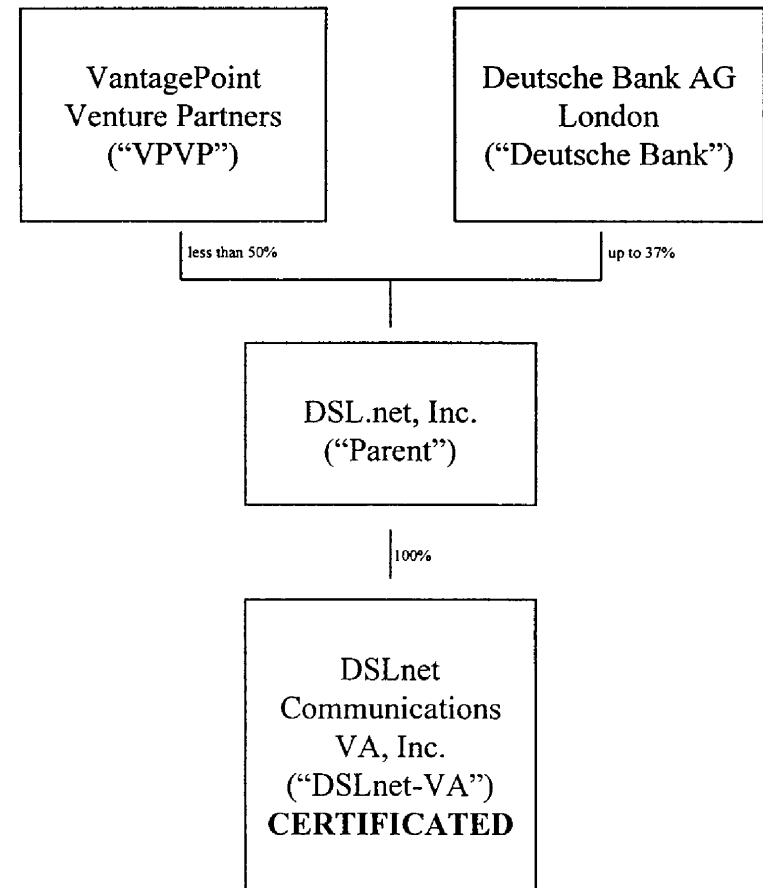 VantagePoint
Venture Partners
(“VPVP”)
Deutsche Bank AG
London
(“Deutsche Bank”)
less than 50%
up to 37%
DSL.net, Inc.
(“Parent”)
100%
DSLnet
Communications
VA, Inc.
(“DSLnet-VA”)
CERTIFICATED